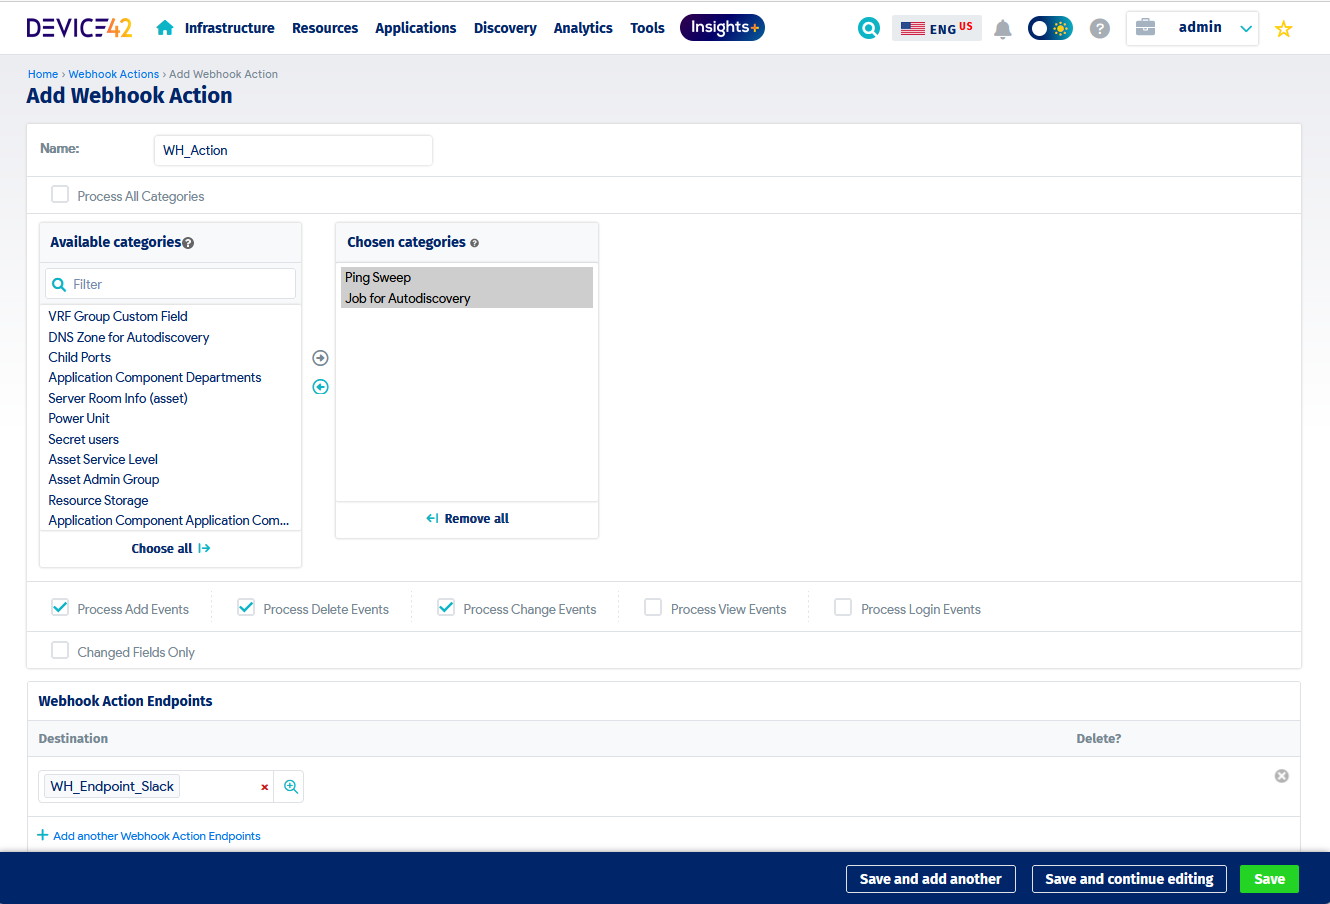 DEVICE42 Infrastructure Resources Applications Discovery Analytics Tools Insights+ ENG US ? admin
Home › Webhook Actions › Add Webhook Action
Add Webhook Action
Name: WH_Action
Process All Categories
Available categories ?
Filter
VRF Group Custom Field
DNS Zone for Autodiscovery
Child Ports
Application Component Departments
Server Room Info (asset)
Power Unit
Secret users
Asset Service Level
Asset Admin Group
Resource Storage
Application Component Application Com...
Choose all
Chosen categories ?
Ping Sweep
Job for Autodiscovery
Remove all
Process Add Events Process Delete Events Process Change Events Process View Events Process Login Events
Changed Fields Only
Webhook Action Endpoints
Destination Delete?
WH_Endpoint_Slack
Add another Webhook Action Endpoints
Save and add another Save and continue editing Save